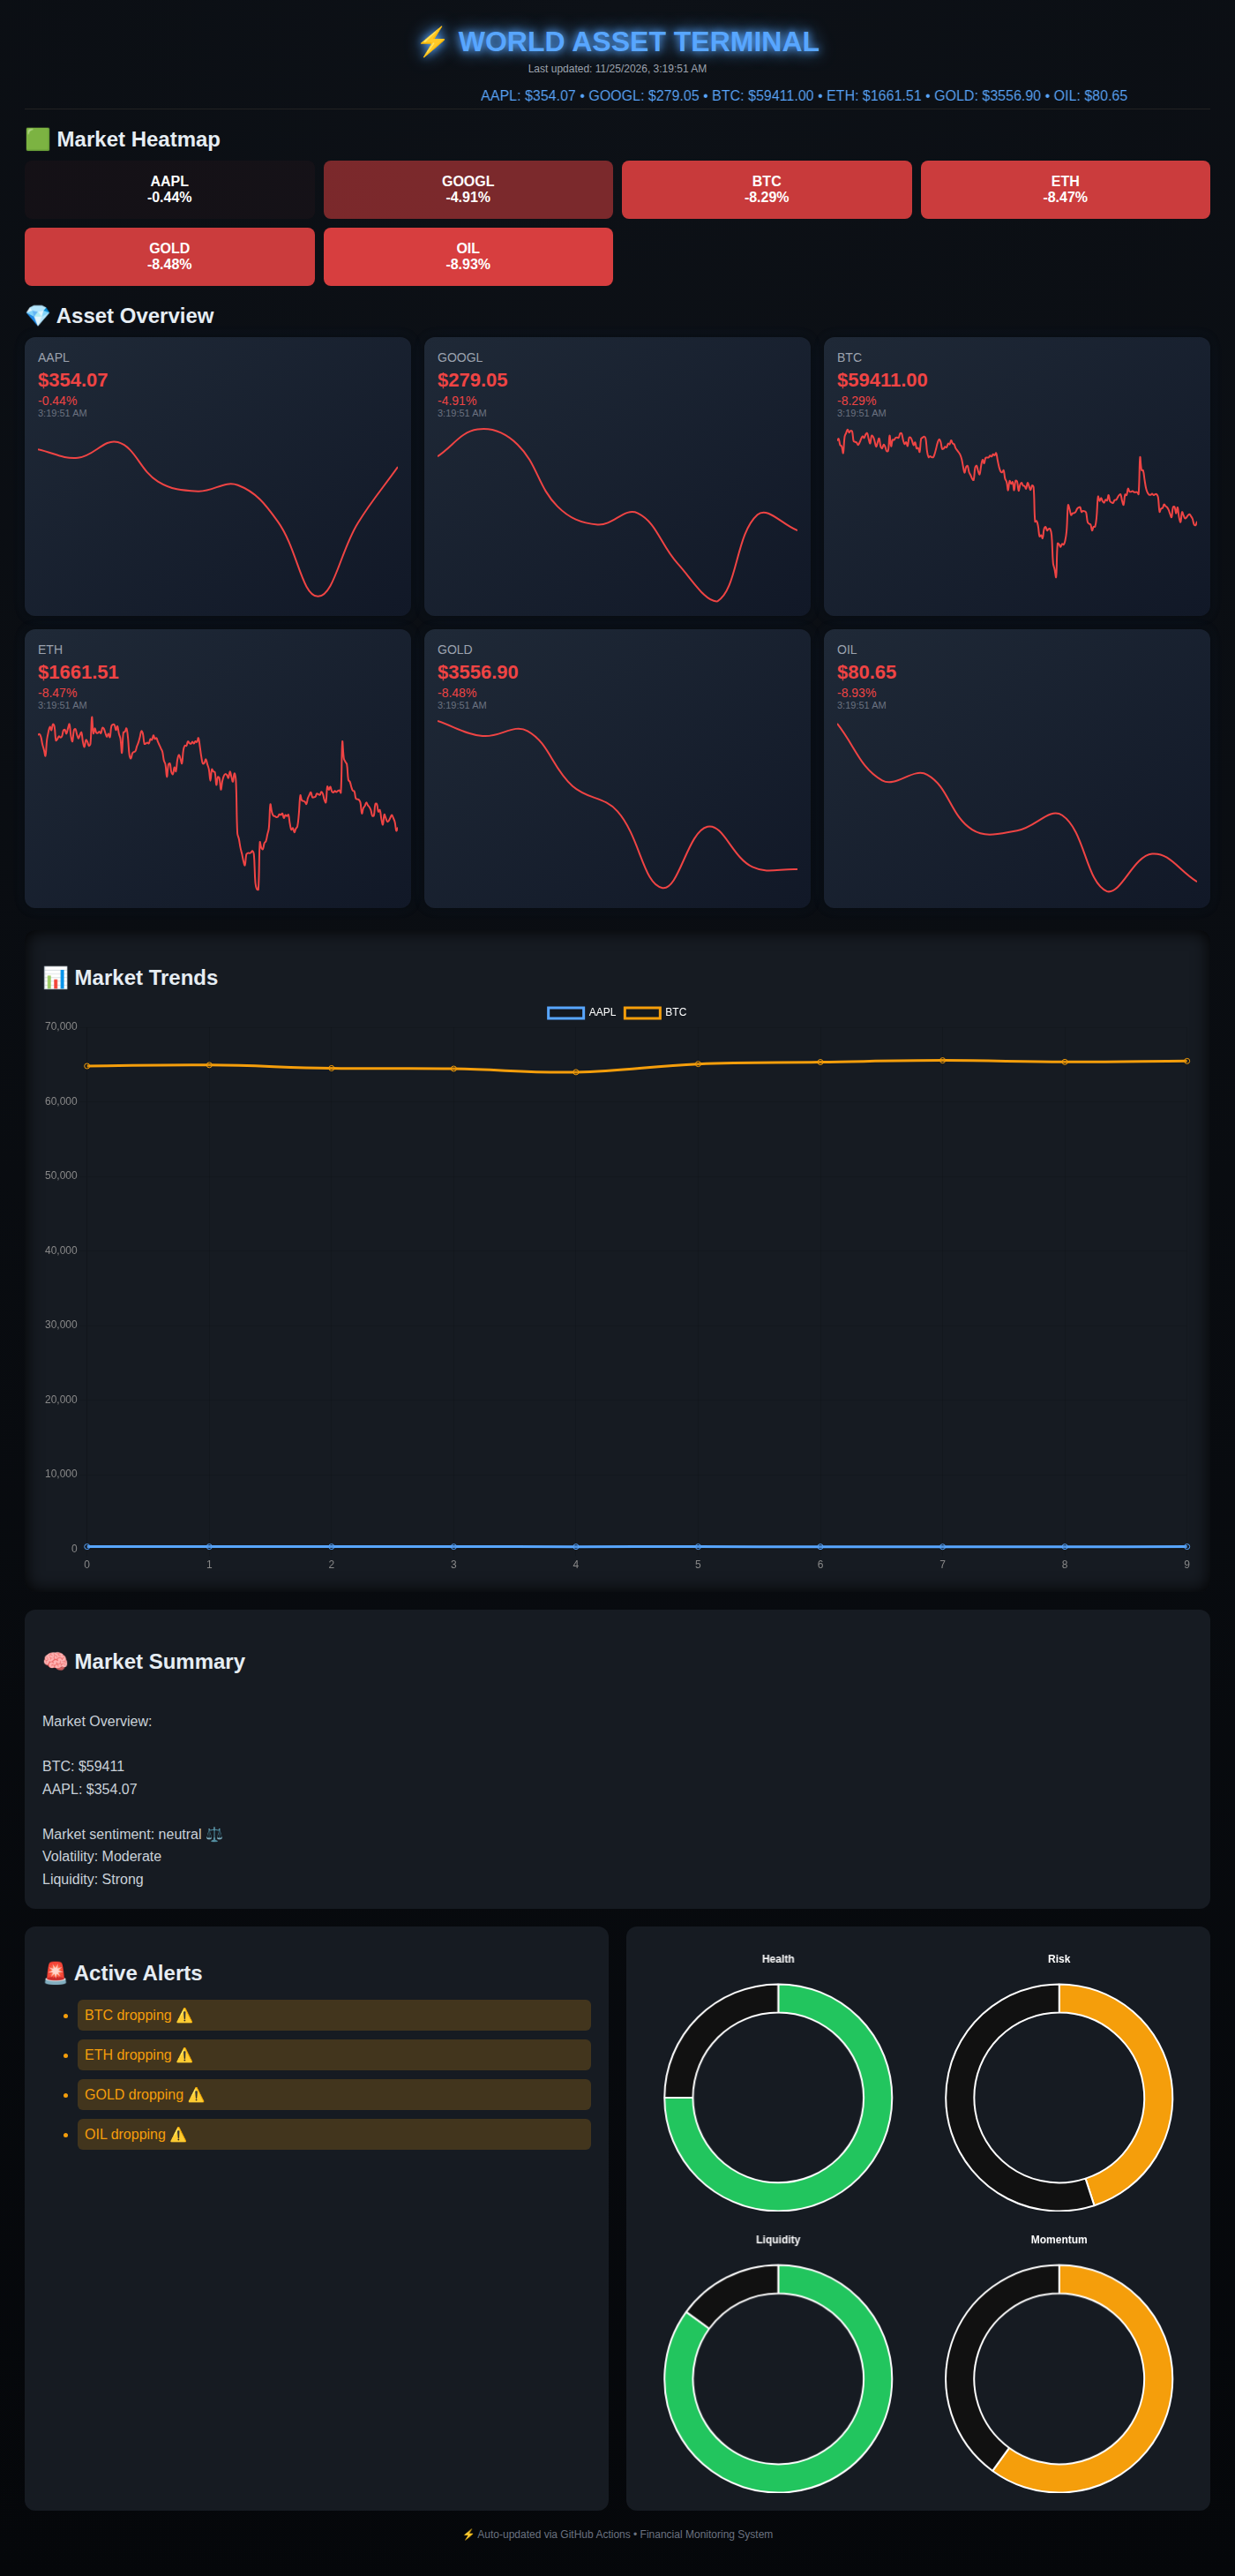 ⚡ WORLD ASSET TERMINAL
Last updated: 11/25/2026, 3:19:51 AM
AAPL: $354.07 • GOOGL: $279.05 • BTC: $59411.00 • ETH: $1661.51 • GOLD: $3556.90 • OIL: $80.65
🟩 Market Heatmap
AAPL
-0.44%
GOOGL
-4.91%
BTC
-8.29%
ETH
-8.47%
GOLD
-8.48%
OIL
-8.93%
💎 Asset Overview
AAPL
$354.07
-0.44%
3:19:51 AM
GOOGL
$279.05
-4.91%
3:19:51 AM
BTC
$59411.00
-8.29%
3:19:51 AM
ETH
$1661.51
-8.47%
3:19:51 AM
GOLD
$3556.90
-8.48%
3:19:51 AM
OIL
$80.65
-8.93%
3:19:51 AM
📊 Market Trends
AAPL BTC
70,000
60,000
50,000
40,000
30,000
20,000
10,000
0
0 1 2 3 4 5 6 7 8 9
🧠 Market Summary
Market Overview:
BTC: $59411
AAPL: $354.07
Market sentiment: neutral ⚖️
Volatility: Moderate
Liquidity: Strong
🚨 Active Alerts
• BTC dropping ⚠️
• ETH dropping ⚠️
• GOLD dropping ⚠️
• OIL dropping ⚠️
Health
Risk
Liquidity
Momentum
⚡ Auto-updated via GitHub Actions • Financial Monitoring System